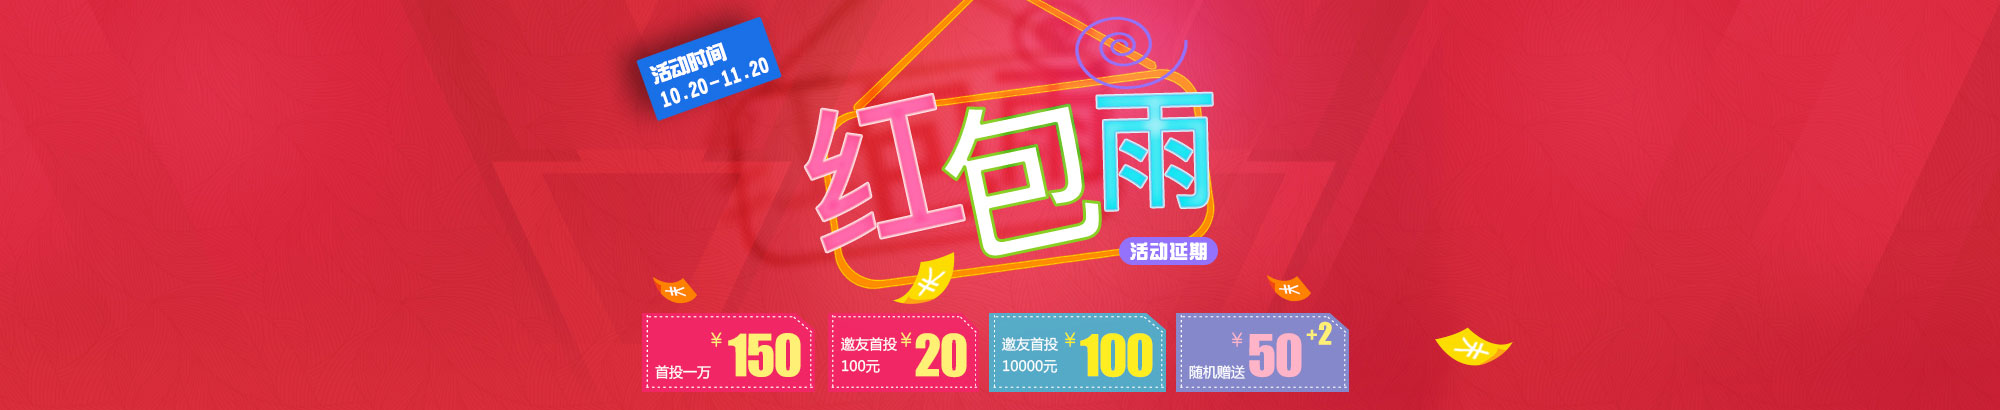 活动时间
10.20-11.20
红包雨
活动延期
¥150
首投一万
邀友首投
100元
¥20
邀友首投
10000元
¥100
¥50+2
随机赠送